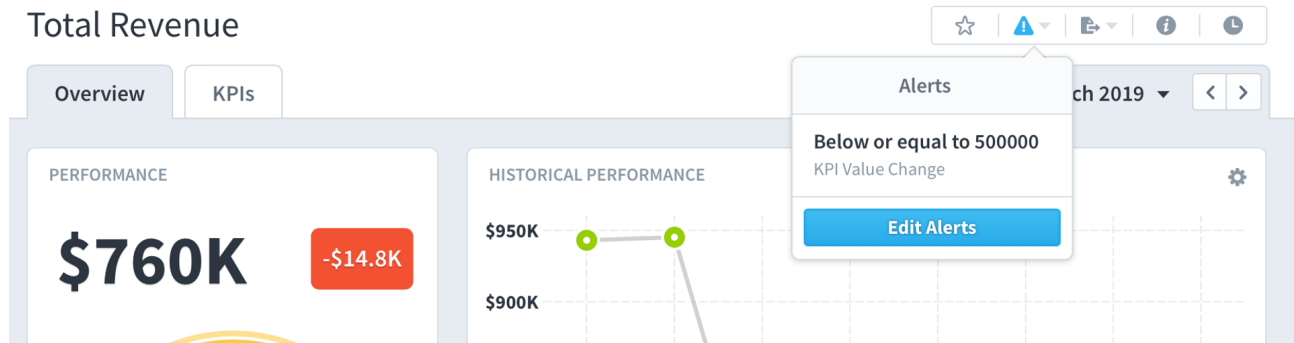 Total Revenue
Overview
KPIs
ch 2019
Alerts
Below or equal to 500000
KPI Value Change
Edit Alerts
PERFORMANCE
$760K
-$14.8K
HISTORICAL PERFORMANCE
$950K
$900K